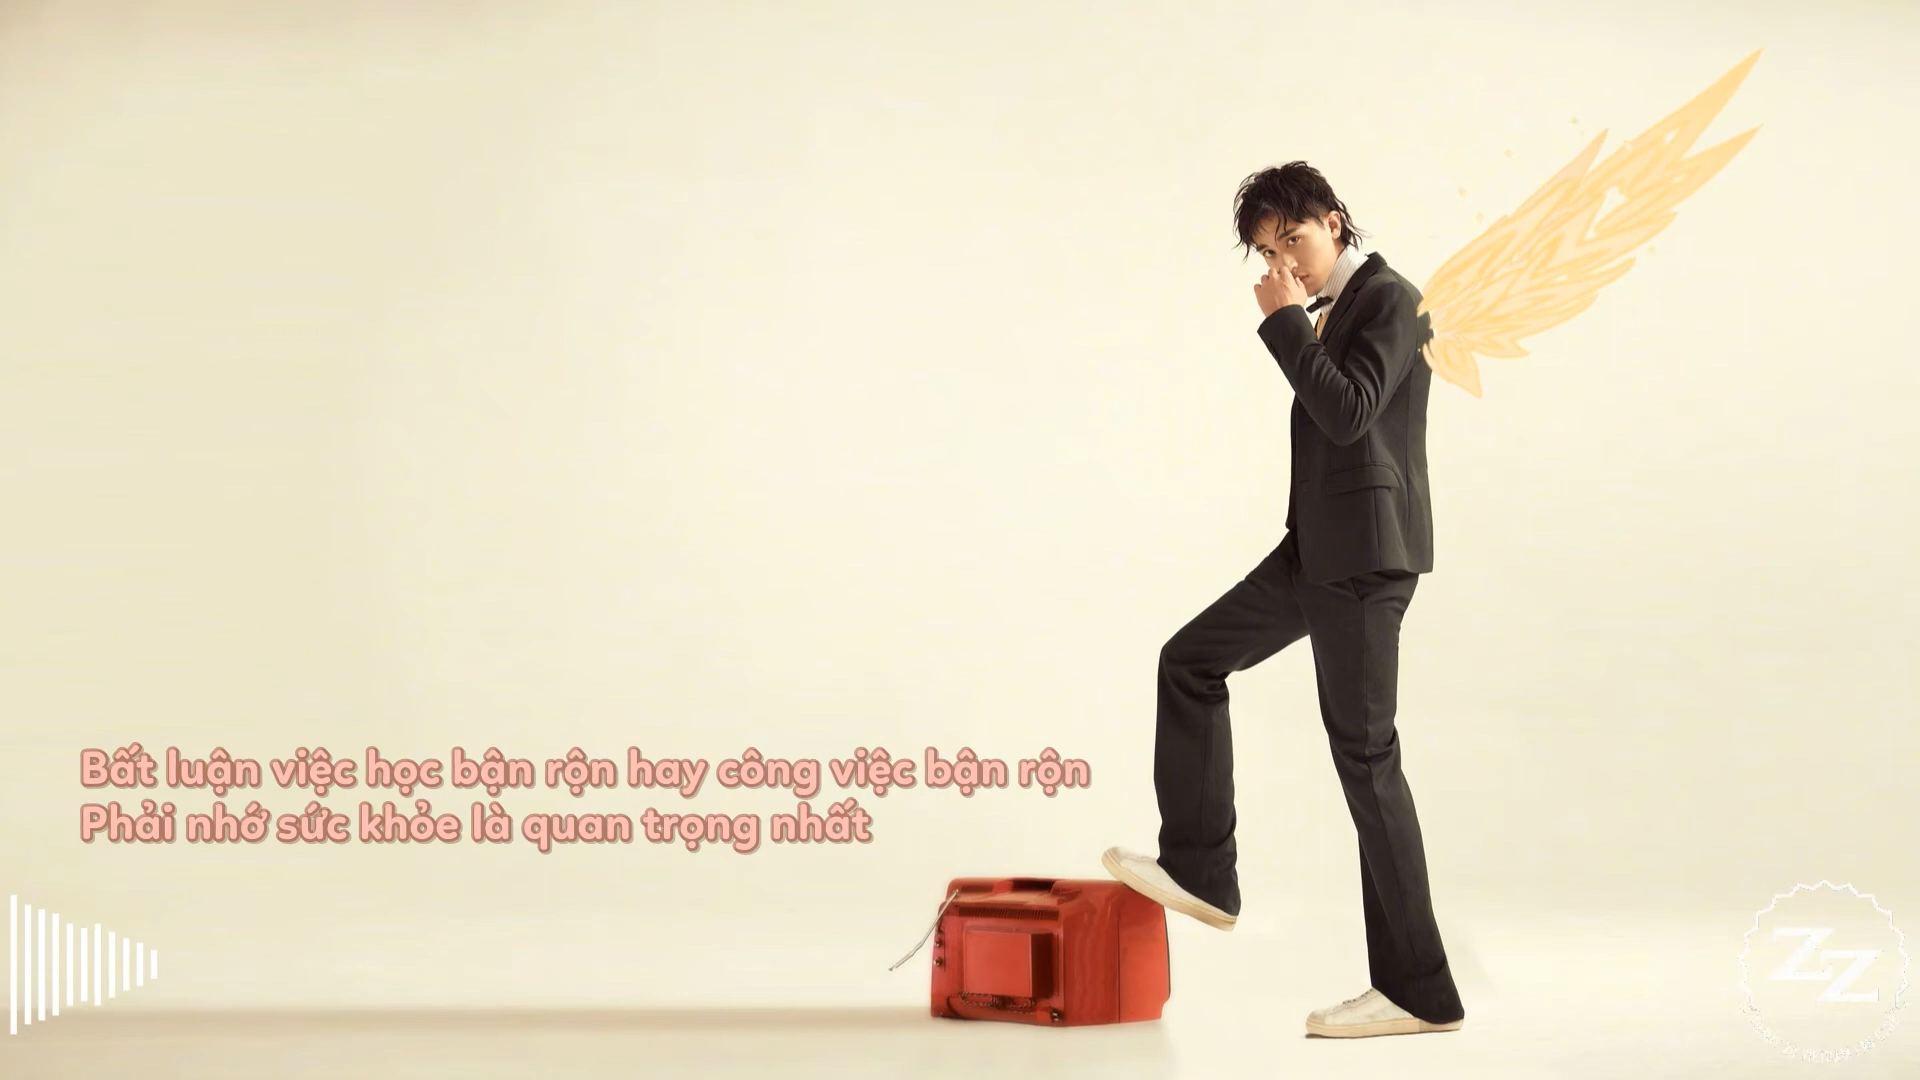 Bất luận việc học bận rộn hay công việc bận rộn
Phải nhớ sức khỏe là quan trọng nhất
ZZ